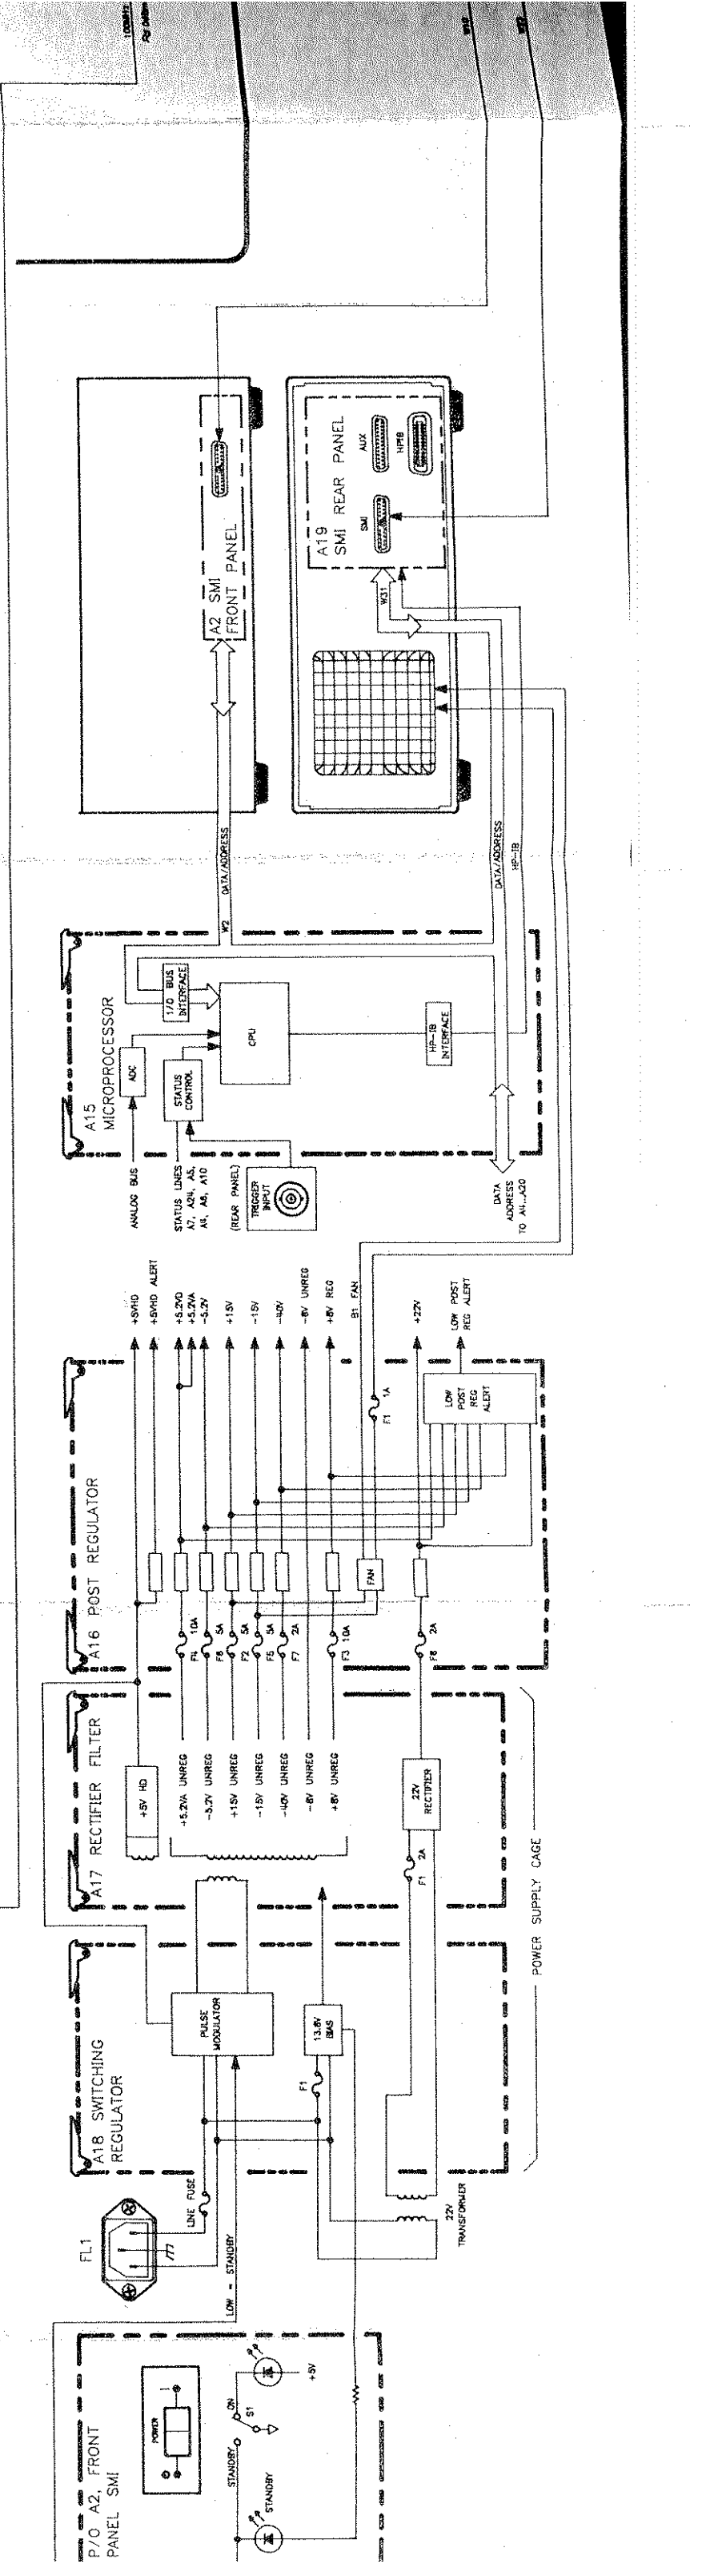 P/O A2, FRONT
PANEL SMI
POWER
STANDBY
ON
S1
STANDBY
+5V
FL1
LINE FUSE
LOW = STANDBY
22V
TRANSFORMER
A18 SWITCHING
REGULATOR
PULSE
MODULATOR
F1
13.8V
BIAS
POWER SUPPLY CAGE
A17 RECTIFIER FILTER
+5V HD
+5.2VA UNREG
-5.2V UNREG
+15V UNREG
-15V UNREG
-40V UNREG
-8V UNREG
+8V UNREG
F1 2A
22V
RECTIFIER
A16 POST REGULATOR
F4 10A
F8 5A
F2 5A
F5 5A
F7 2A
F3 10A
FAN
F8 2A
F1 1A
LOW
POST
REG
ALERT
+5VHD
+5VHD ALERT
+5.2VD
+5.2VA
-5.2V
+15V
-15V
-40V
-8V UNREG
+8V REG
B1 FAN
+22V
LOW POST
REG ALERT
A15
MICROPROCESSOR
ANALOG BUS
ADC
STATUS LINES
A7, A24, A5,
A4, A6, A10
STATUS
CONTROL
(REAR PANEL)
TRIGGER
INPUT
I/O BUS
INTERFACE
CPU
HP-IB
INTERFACE
DATA
ADDRESS
TO A4...A20
W2 DATA/ADDRESS
DATA/ADDRESS
HP-IB
A2 SMI
FRONT PANEL
A19
SMI REAR PANEL
SMI
AUX
HPIB
W31
100MHz